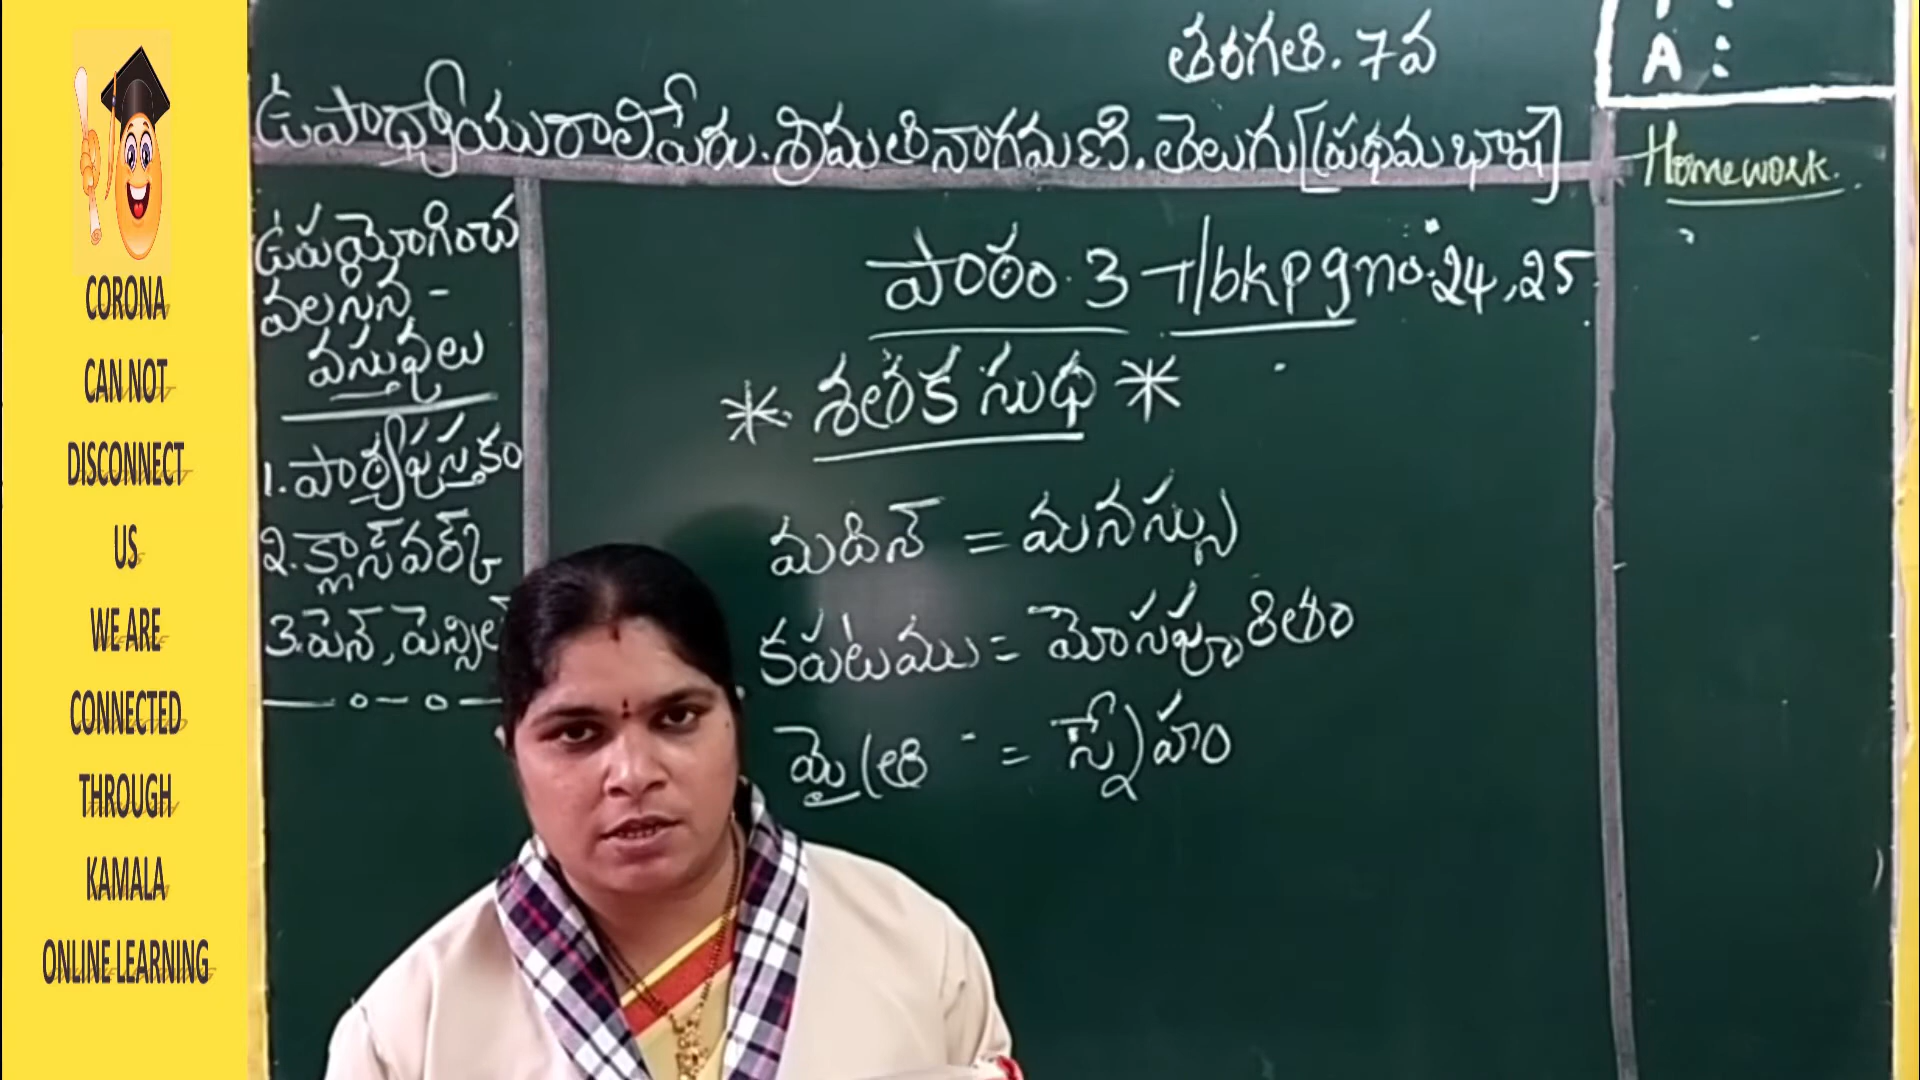 CORONA
CAN NOT
DISCONNECT
US
WE ARE
CONNECTED
THROUGH
KAMALA
ONLINE LEARNING
తరగతి. 7వ
ఉపాధ్యాయురాలిపేరు. శ్రీమతి నాగమణి. తెలుగు [ప్రథమ భాష]
ఉపయోగించ
వలసిన -
వస్తువులు
1. పాఠ్యపుస్తకం
2. క్లాస్ వర్క్
3. పెన్, పెన్సిల్
పాఠం. 3 - T/bk pg no. 24, 25
* శతక సుధ *
మదిన్ = మనస్సు
కపటము = మోసపూరితం
మైత్రి - = స్నేహం
A :
Homework.